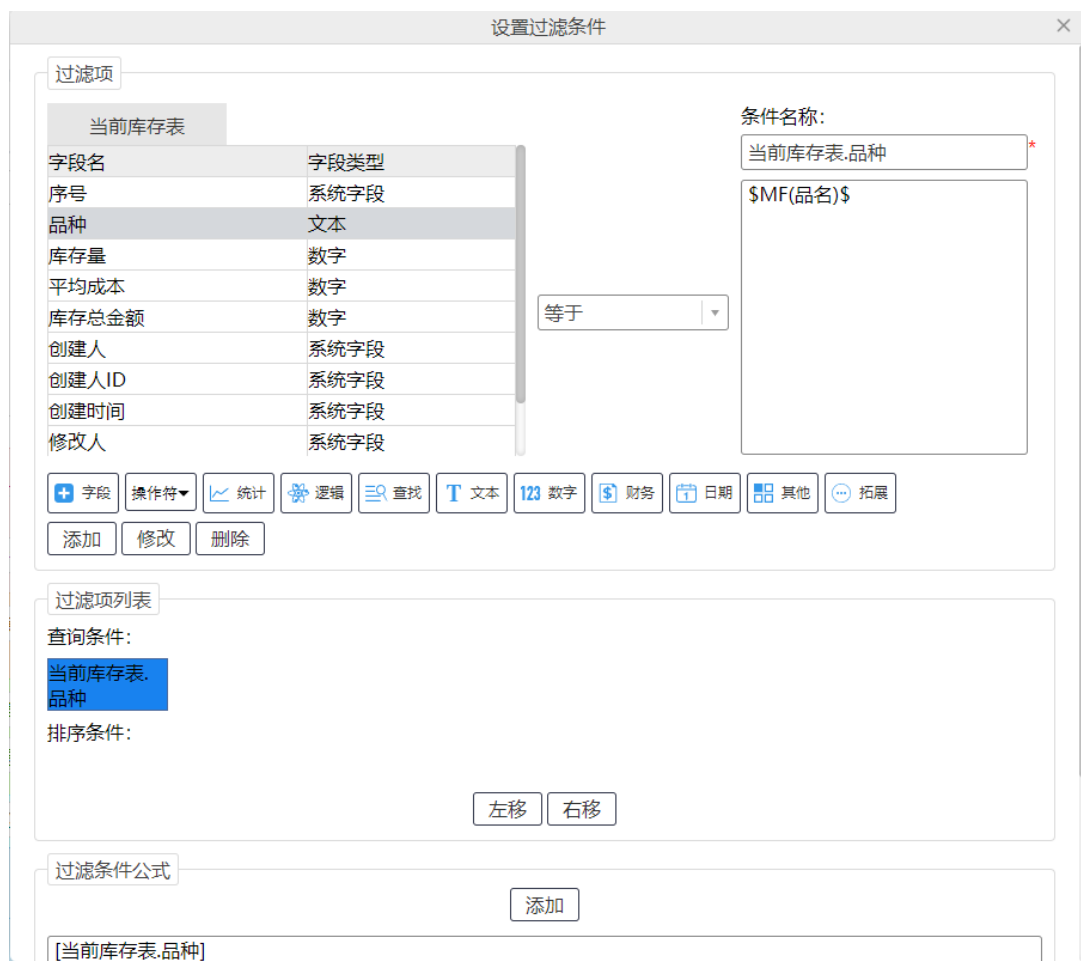 设置过滤条件
过滤项
当前库存表
条件名称：
当前库存表.品种
*
字段名 字段类型
序号 系统字段
品种 文本
库存量 数字
平均成本 数字
库存总金额 数字
创建人 系统字段
创建人ID 系统字段
创建时间 系统字段
修改人 系统字段
等于
$MF(品名)$
字段 操作符 统计 逻辑 查找 T 文本 123 数字 $ 财务 1 日期 其他 拓展
添加 修改 删除
过滤项列表
查询条件：
当前库存表.
品种
排序条件：
左移 右移
过滤条件公式
添加
[当前库存表.品种]